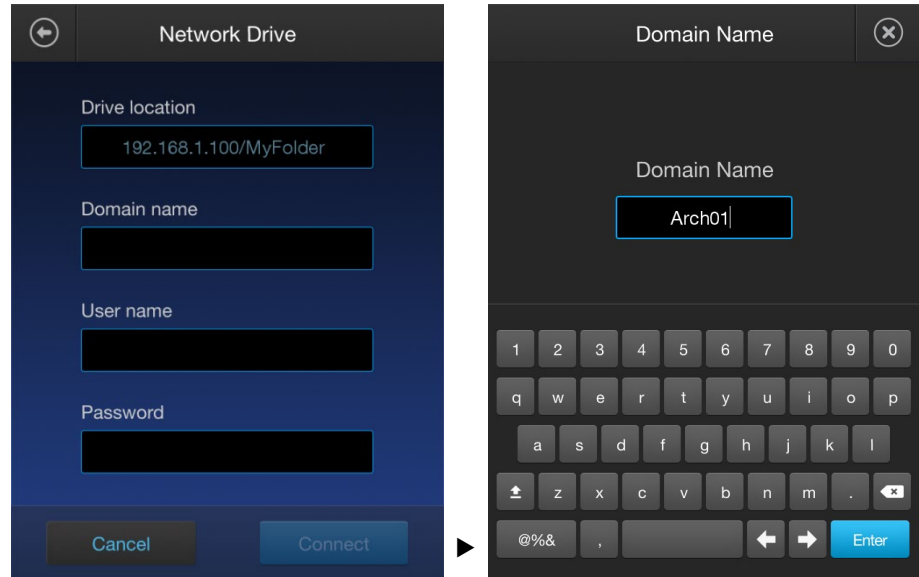 Network Drive
Drive location
192.168.1.100/MyFolder
Domain name
User name
Password
Cancel
Connect
Domain Name
Domain Name
Arch01
1 2 3 4 5 6 7 8 9 0
q w e r t y u i o p
a s d f g h j k l
z x c v b n m .
@%& , Enter